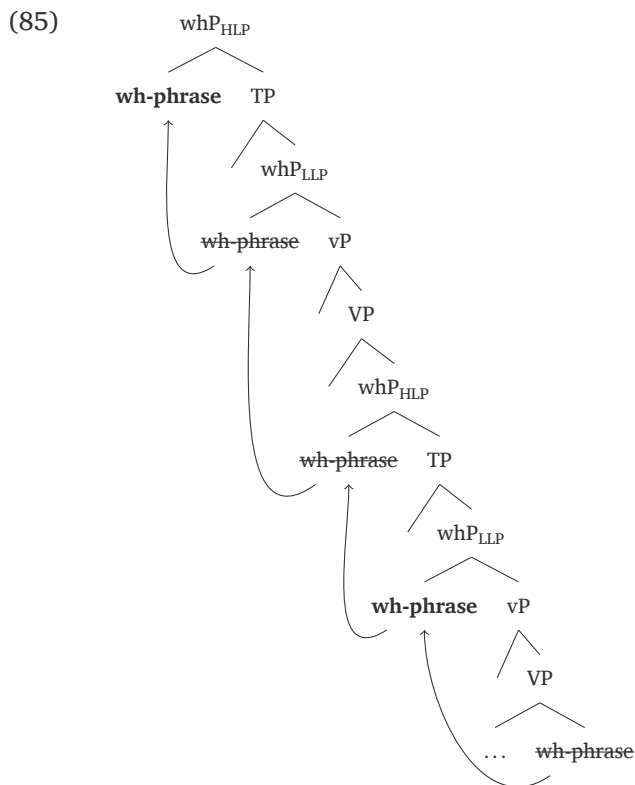 (85)
whP_HLP
wh-phrase TP
whP_LLP
wh-phrase vP
VP
whP_HLP
wh-phrase TP
whP_LLP
wh-phrase vP
VP
... wh-phrase